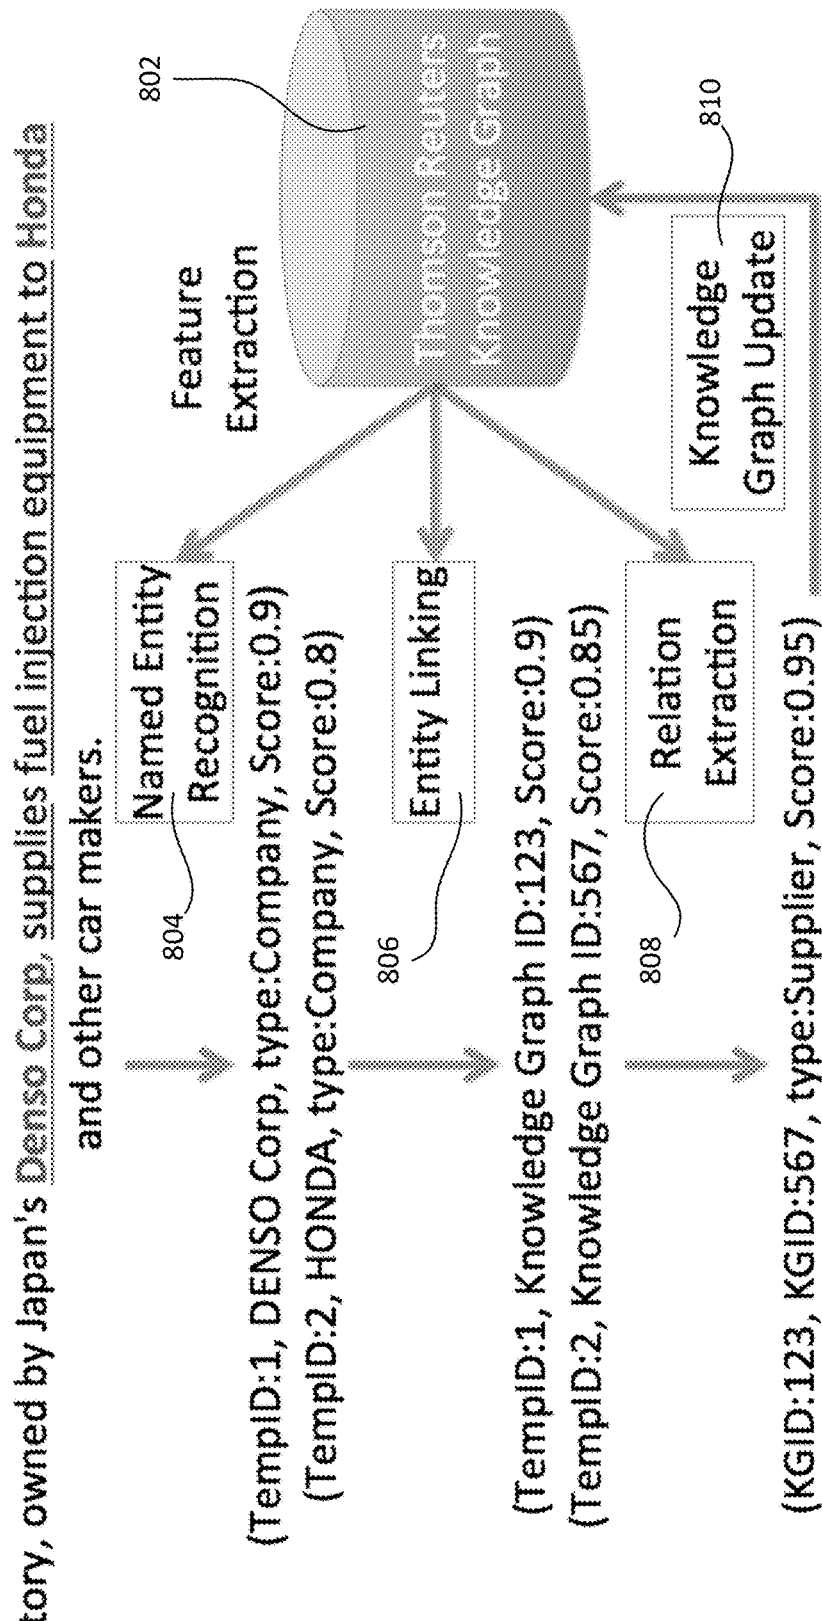 tory, owned by Japan's Denso Corp, supplies fuel injection equipment to Honda
and other car makers.
804
Named Entity
Recognition
Feature
Extraction
802
(TempID:1, DENSO Corp, type:Company, Score:0.9)
(TempID:2, HONDA, type:Company, Score:0.8)
806
Entity Linking
Thomson Reuters
Knowledge Graph
(TempID:1, Knowledge Graph ID:123, Score:0.9)
(TempID:2, Knowledge Graph ID:567, Score:0.85)
808
Relation
Extraction
Knowledge
Graph Update
810
(KGID:123, KGID:567, type:Supplier, Score:0.95)